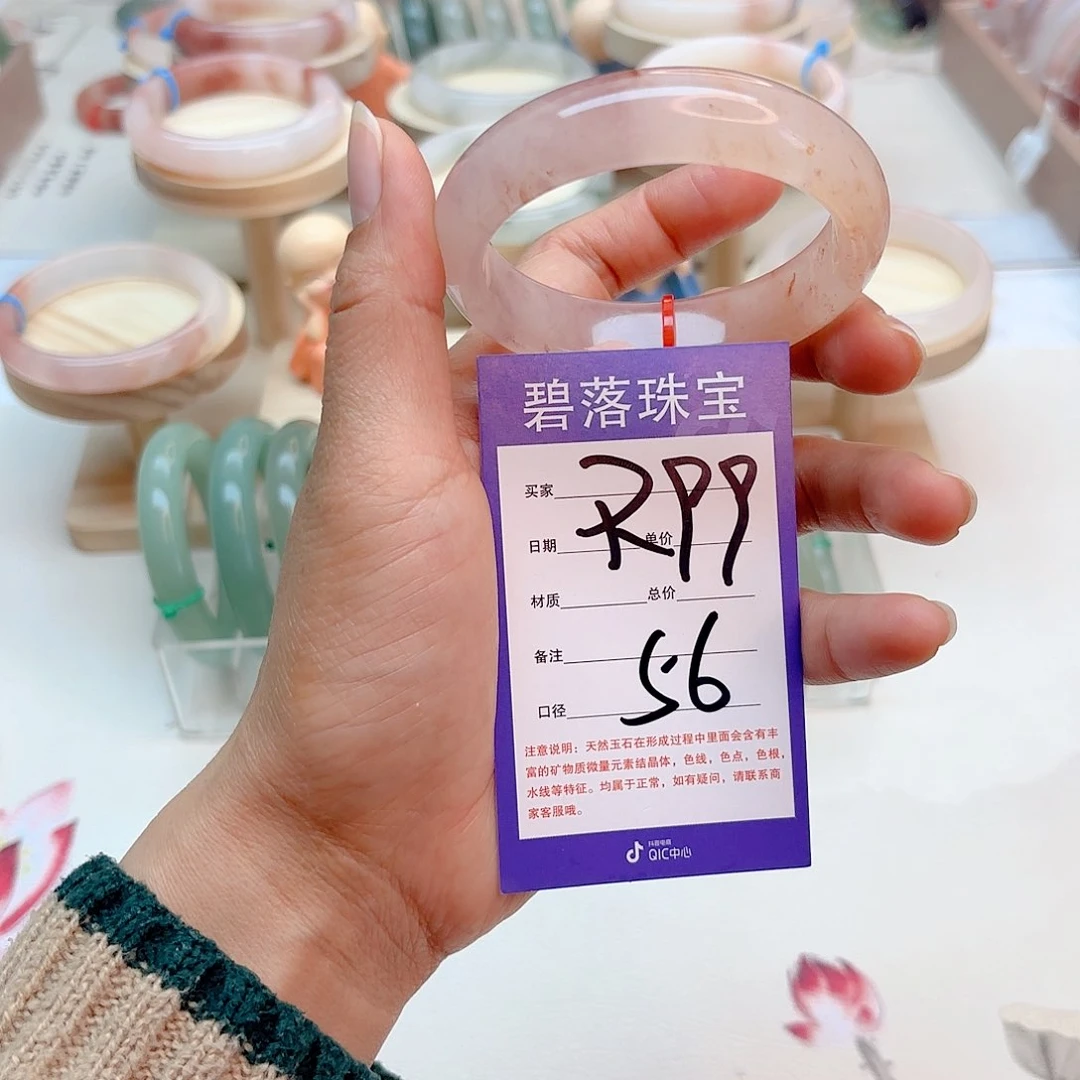 碧落珠宝
买家
R99
日期 单价
材质 总价
备注
56
口径
注意说明：天然玉石在形成过程中里面会含有丰
富的矿物质微量元素结晶体，色线，色点，色根，
水线等特征。均属于正常，如有疑问，请联系商
家客服哦。
抖音电商
QIC中心